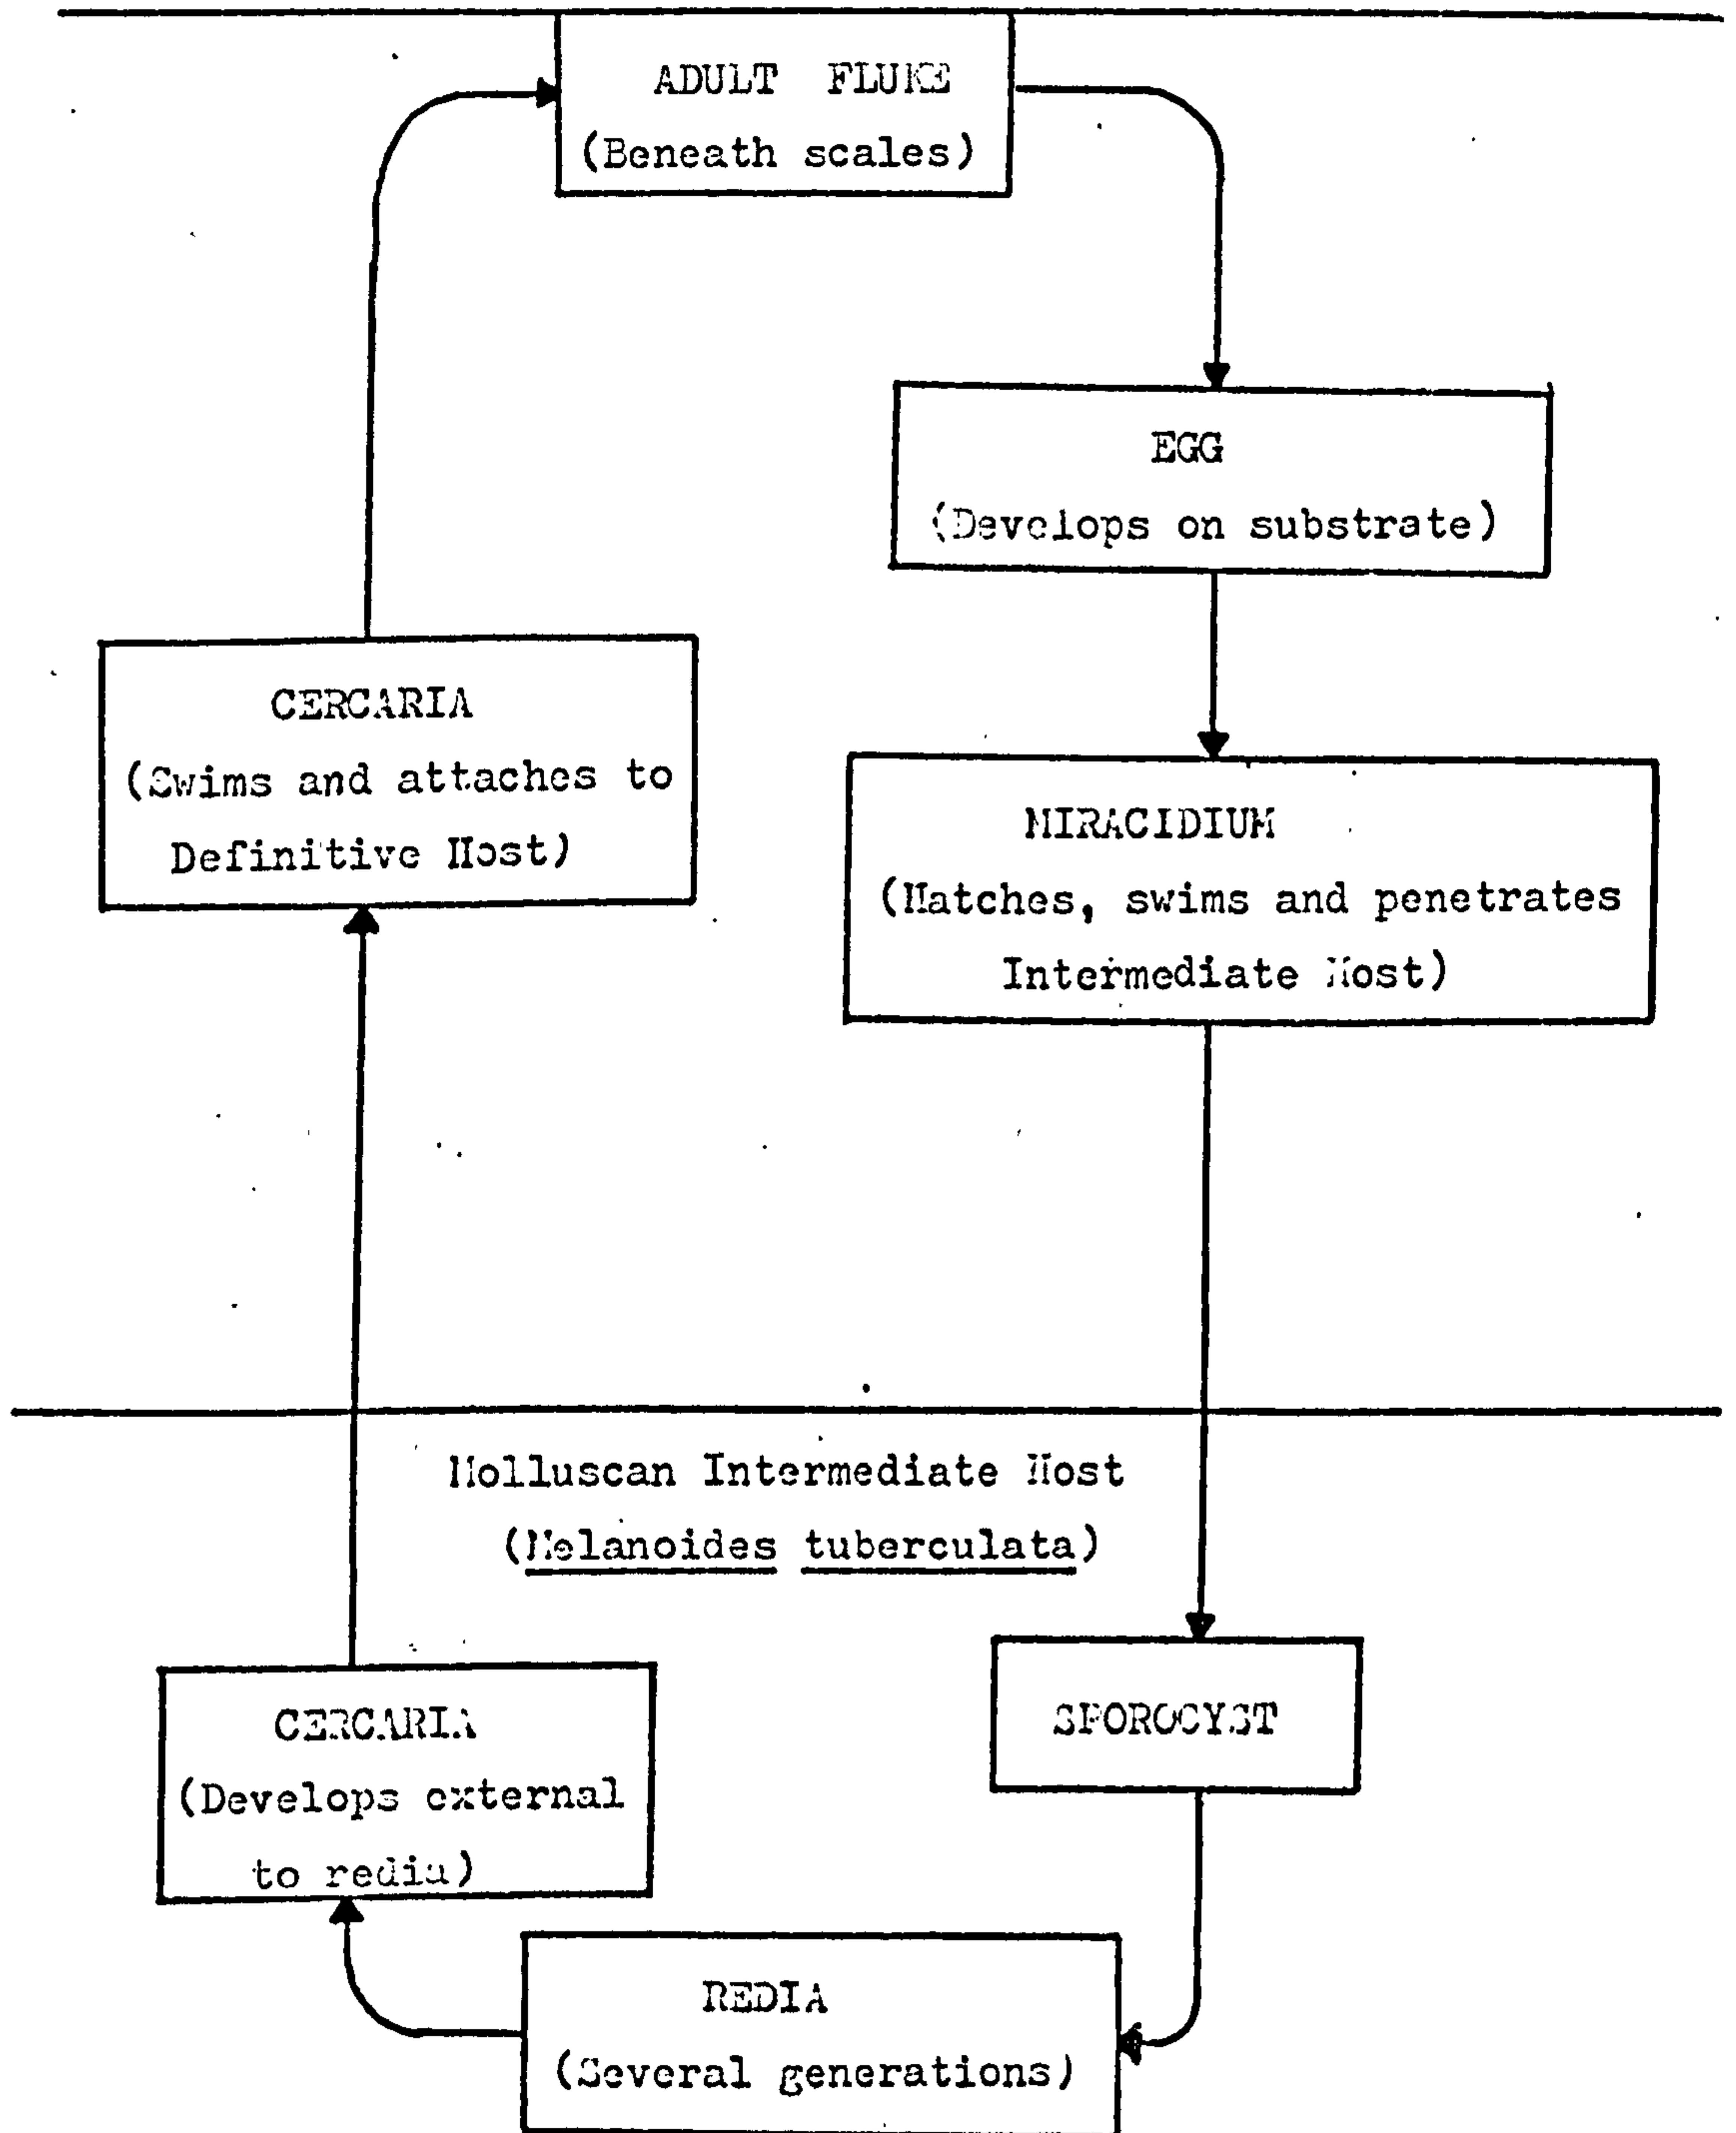 ADULT FLUKE
(Beneath scales)
EGG
(Develops on substrate)
CERCARIA
(Swims and attaches to
Definitive Host)
MIRACIDIUM
(Hatches, swims and penetrates
Intermediate Host)
Molluscan Intermediate Host
(Melanoides tuberculata)
CERCARIA
(Develops external
to redia)
SPOROCYST
REDIA
(Several generations)